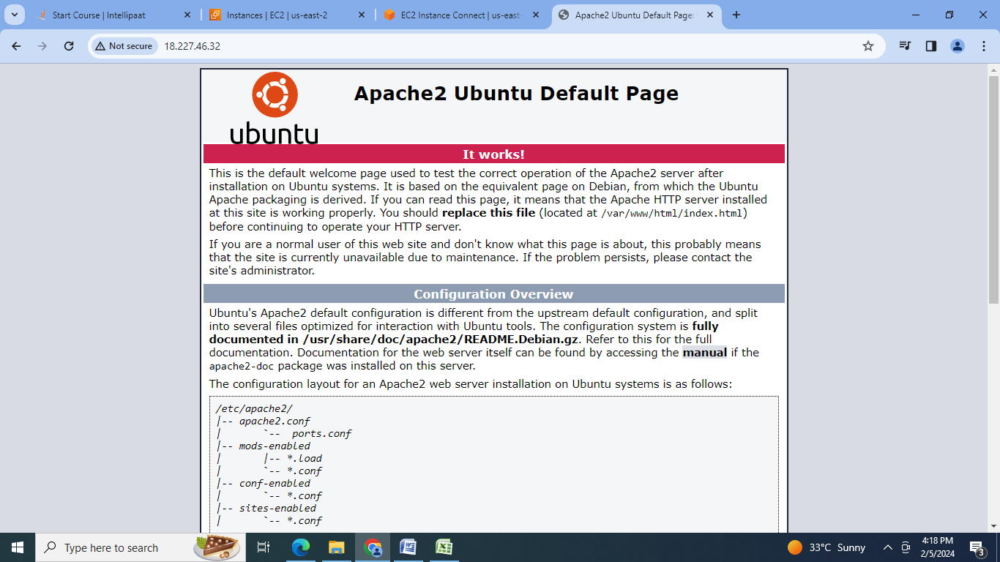 Start Course | Intellipaat
Instances | EC2 | us-east-2
EC2 Instance Connect | us-east-
Apache2 Ubuntu Default Page:
Not secure
18.227.46.32
ubuntu
Apache2 Ubuntu Default Page
It works!
This is the default welcome page used to test the correct operation of the Apache2 server after
installation on Ubuntu systems. It is based on the equivalent page on Debian, from which the Ubuntu
Apache packaging is derived. If you can read this page, it means that the Apache HTTP server installed
at this site is working properly. You should replace this file (located at /var/www/html/index.html)
before continuing to operate your HTTP server.
If you are a normal user of this web site and don't know what this page is about, this probably means
that the site is currently unavailable due to maintenance. If the problem persists, please contact the
site's administrator.
Configuration Overview
Ubuntu's Apache2 default configuration is different from the upstream default configuration, and split
into several files optimized for interaction with Ubuntu tools. The configuration system is fully
documented in /usr/share/doc/apache2/README.Debian.gz. Refer to this for the full
documentation. Documentation for the web server itself can be found by accessing the manual if the
apache2-doc package was installed on this server.
The configuration layout for an Apache2 web server installation on Ubuntu systems is as follows:
/etc/apache2/
|-- apache2.conf
|       `--  ports.conf
|-- mods-enabled
|       |-- *.load
|       `-- *.conf
|-- conf-enabled
|       `-- *.conf
|-- sites-enabled
|       `-- *.conf
Type here to search
33°C Sunny
4:18 PM
2/5/2024
3